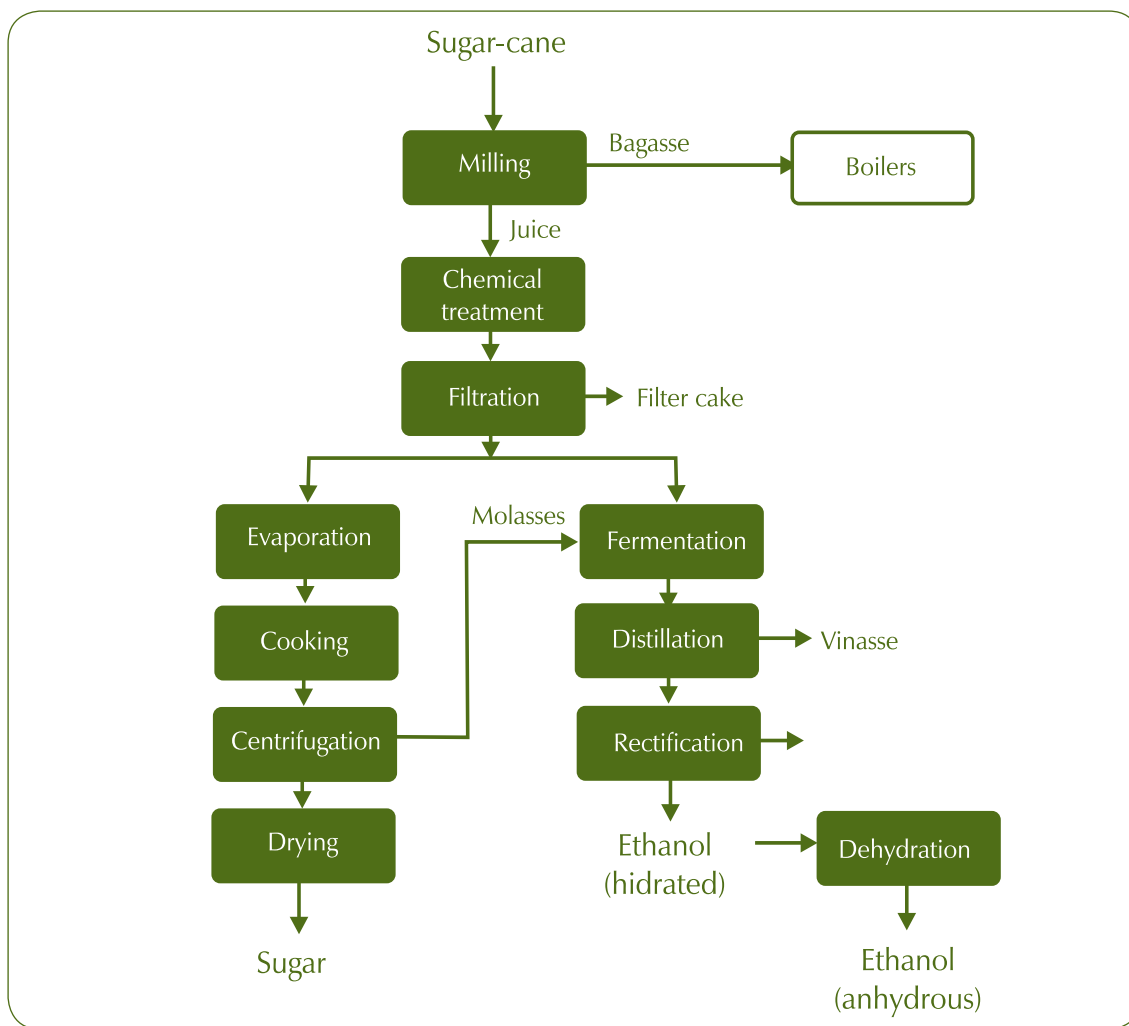 Sugar-cane
Milling
Bagasse
Boilers
Juice
Chemical
treatment
Filtration
Filter cake
Evaporation
Molasses
Fermentation
Cooking
Distillation
Vinasse
Centrifugation
Rectification
Drying
Ethanol
(hidrated)
Dehydration
Sugar
Ethanol
(anhydrous)